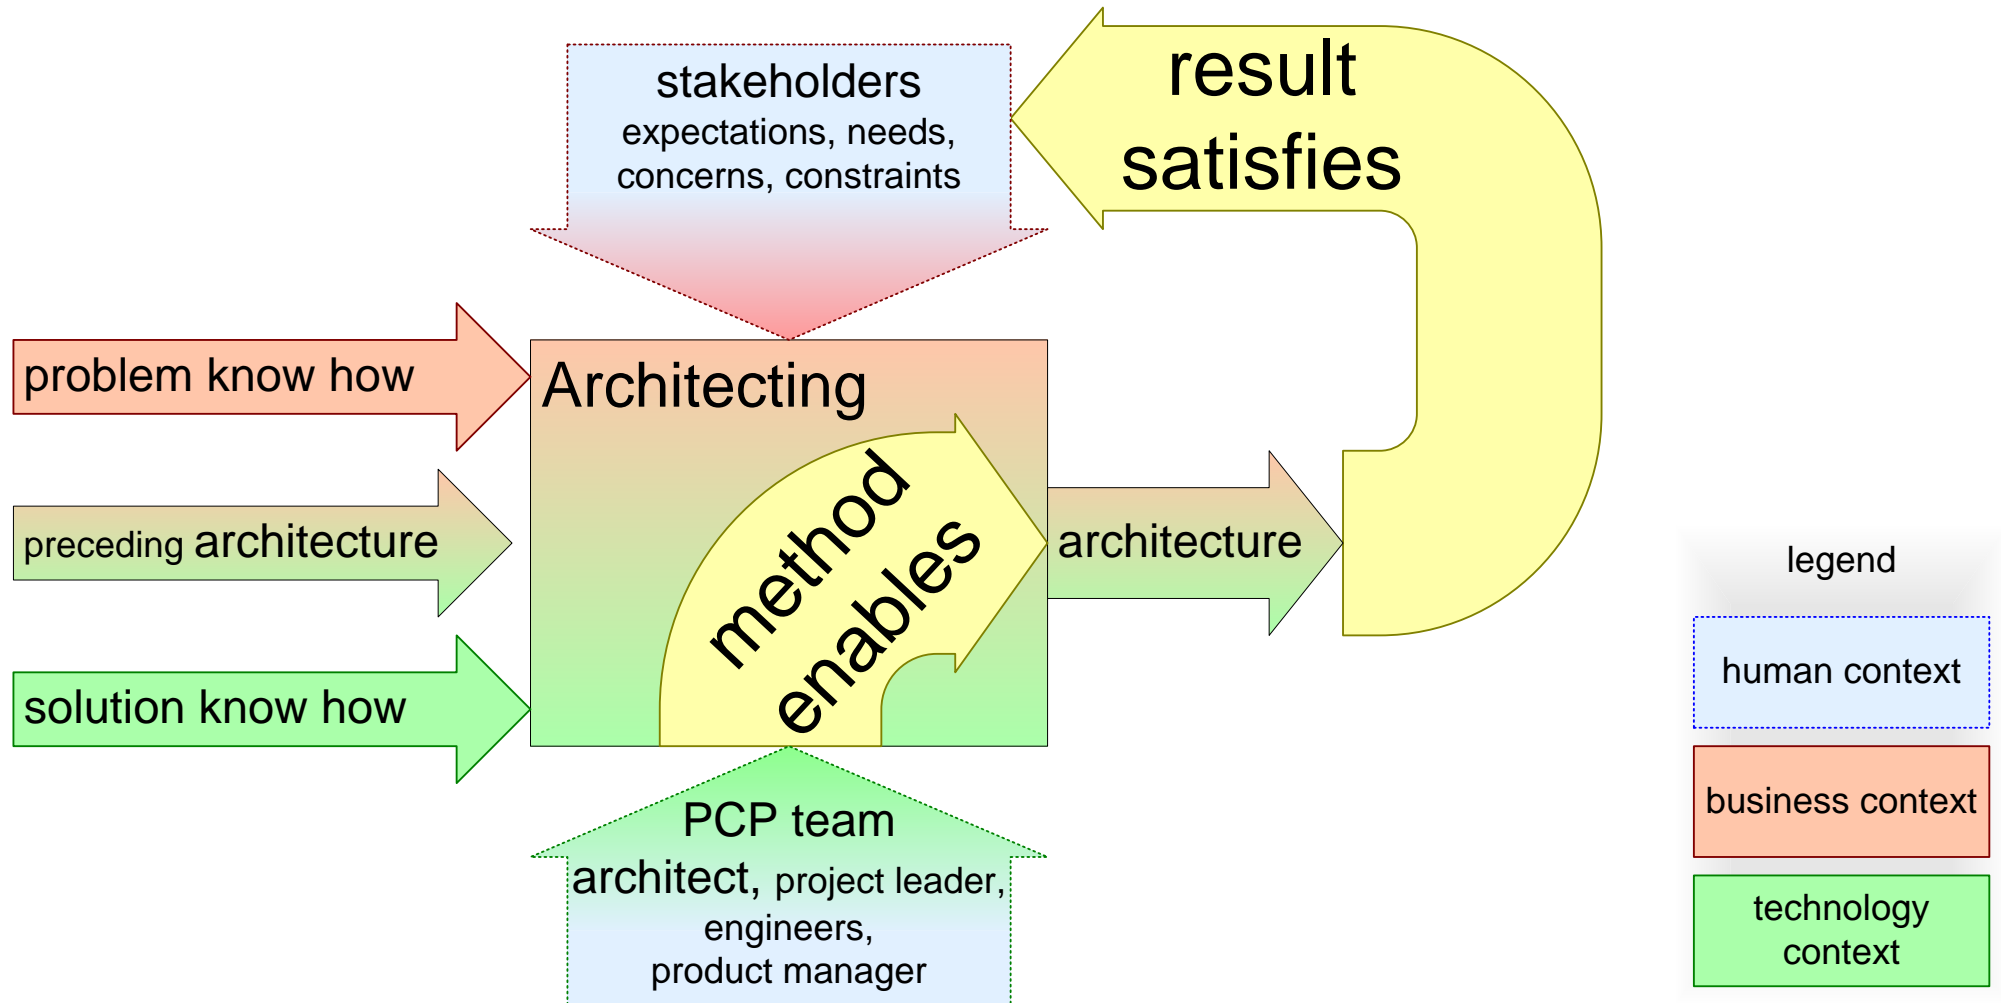 stakeholders
expectations, needs,
concerns, constraints
result
satisfies
problem know how
Architecting
preceding architecture
method
enables
architecture
solution know how
PCP team
architect, project leader,
engineers,
product manager
legend
human context
business context
technology
context